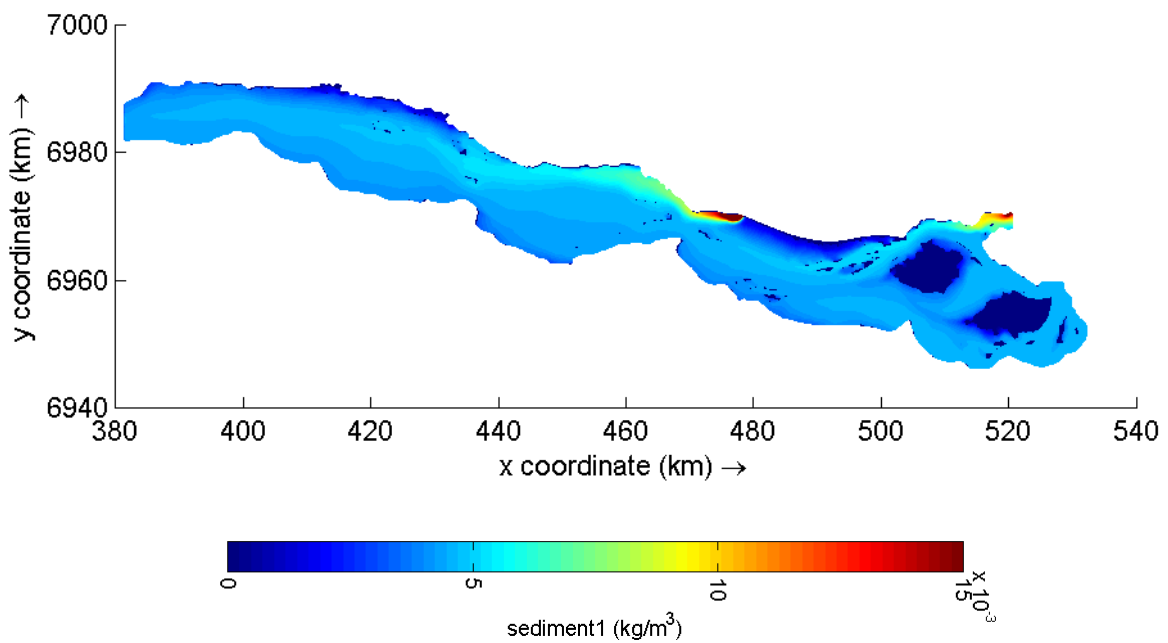 7000
6980
6960
6940
y coordinate (km) →
380 400 420 440 460 480 500 520 540
x coordinate (km) →
0 5 10 15
x 10⁻³
sediment1 (kg/m³)